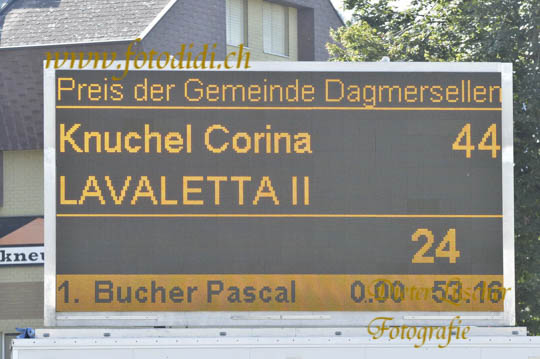 www.fotodidi.ch
Preis der Gemeinde Dagmersellen
Knuchel Corina 44
LAVALETTA II
24
1. Bucher Pascal 0.00 53.16
Fotografie